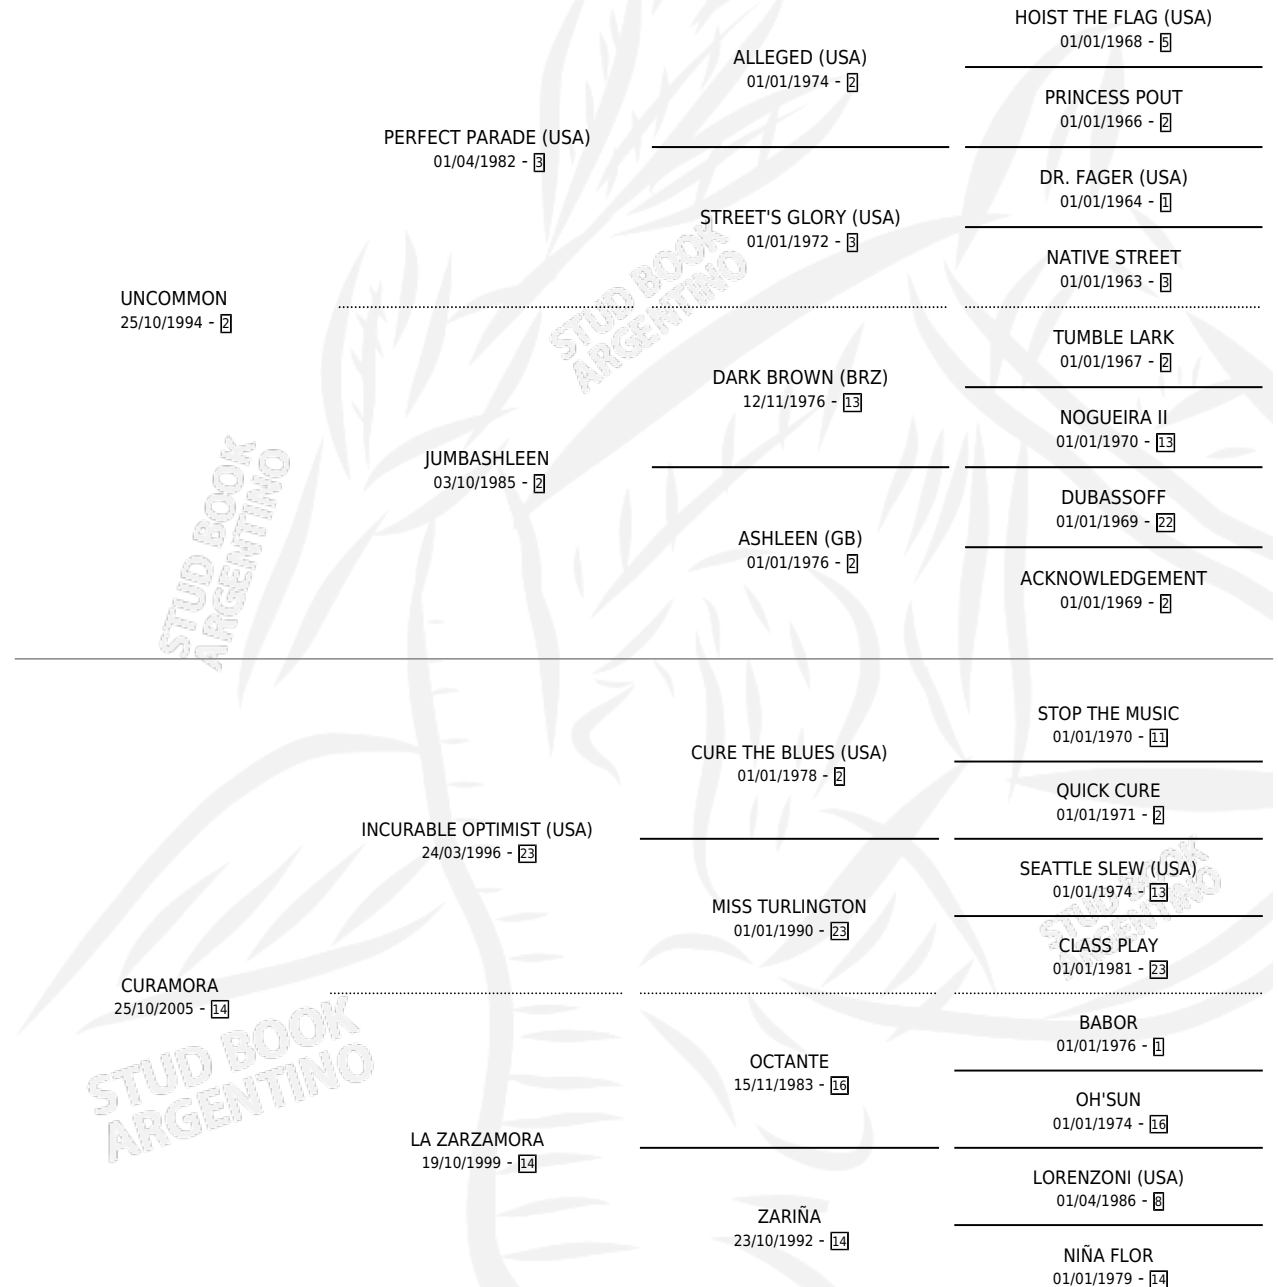 HOIST THE FLAG (USA)
01/01/1968 - 5
ALLEGED (USA)
01/01/1974 - 2
PRINCESS POUT
01/01/1966 - 2
PERFECT PARADE (USA)
01/04/1982 - 3
DR. FAGER (USA)
01/01/1964 - 1
STREET'S GLORY (USA)
01/01/1972 - 3
NATIVE STREET
01/01/1963 - 3
UNCOMMON
25/10/1994 - 2
TUMBLE LARK
01/01/1967 - 2
DARK BROWN (BRZ)
12/11/1976 - 13
NOGUEIRA II
01/01/1970 - 13
JUMBASHLEEN
03/10/1985 - 2
DUBASSOFF
01/01/1969 - 22
ASHLEEN (GB)
01/01/1976 - 2
ACKNOWLEDGEMENT
01/01/1969 - 2
STOP THE MUSIC
01/01/1970 - 11
CURE THE BLUES (USA)
01/01/1978 - 2
QUICK CURE
01/01/1971 - 2
INCURABLE OPTIMIST (USA)
24/03/1996 - 23
SEATTLE SLEW (USA)
01/01/1974 - 13
MISS TURLINGTON
01/01/1990 - 23
CLASS PLAY
01/01/1981 - 23
CURAMORA
25/10/2005 - 14
BABOR
01/01/1976 - 1
OCTANTE
15/11/1983 - 16
OH'SUN
01/01/1974 - 16
LA ZARZAMORA
19/10/1999 - 14
LORENZONI (USA)
01/04/1986 - 8
ZARIÑA
23/10/1992 - 14
NIÑA FLOR
01/01/1979 - 14
STUD BOOK
ARGENTINO
STUD BOOK
ARGENTINO
STUD BOOK
ARGENTINO
STUD BOOK
ARGENTINO